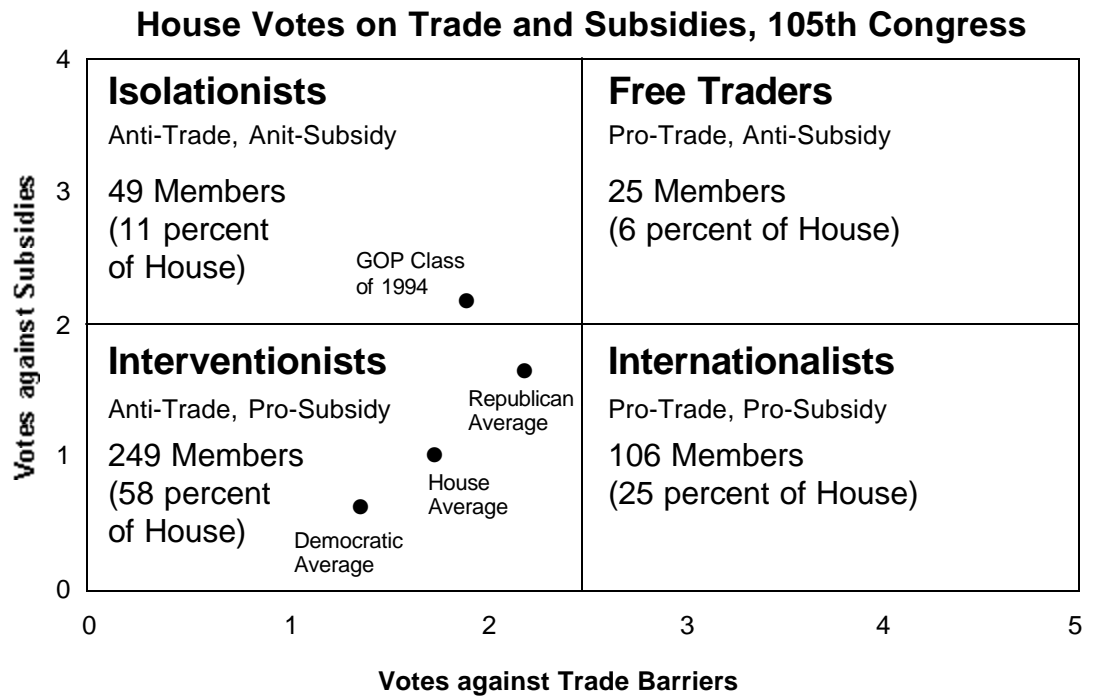 House Votes on Trade and Subsidies, 105th Congress
4
3
2
1
0
Votes against Subsidies
Isolationists
Anti-Trade, Anit-Subsidy
49 Members
(11 percent
of House)
GOP Class
of 1994
Free Traders
Pro-Trade, Anti-Subsidy
25 Members
(6 percent of House)
Interventionists
Anti-Trade, Pro-Subsidy
249 Members
(58 percent
of House)
Republican
Average
House
Average
Democratic
Average
Internationalists
Pro-Trade, Pro-Subsidy
106 Members
(25 percent of House)
0 1 2 3 4 5
Votes against Trade Barriers